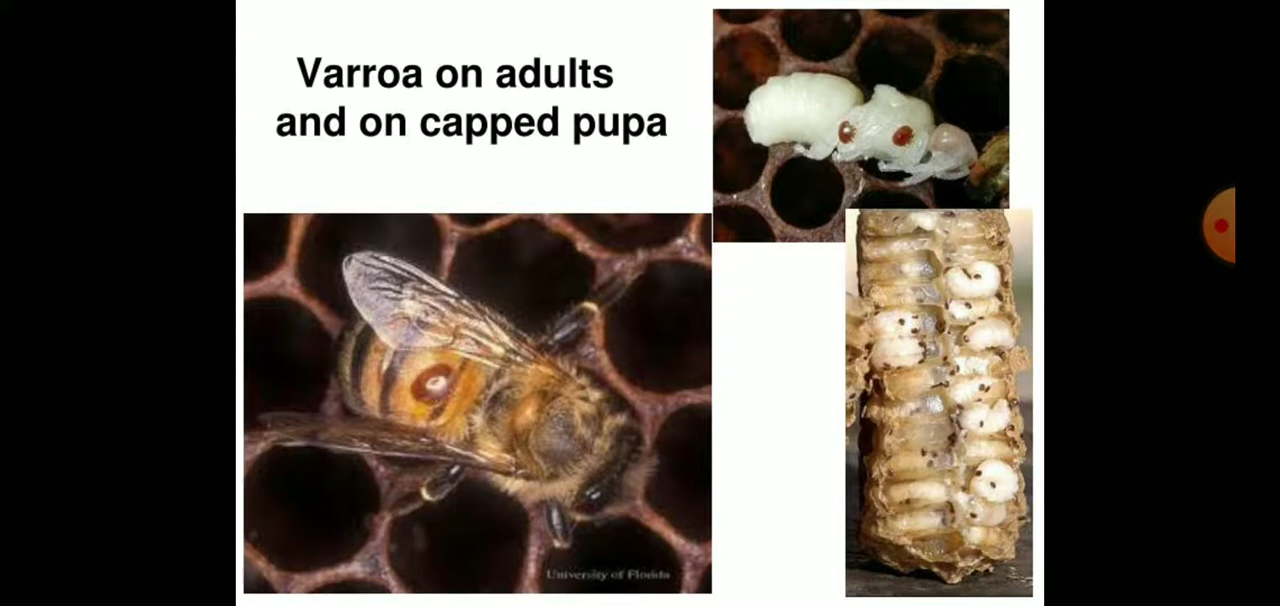 Varroa on adults
and on capped pupa
University of Florida